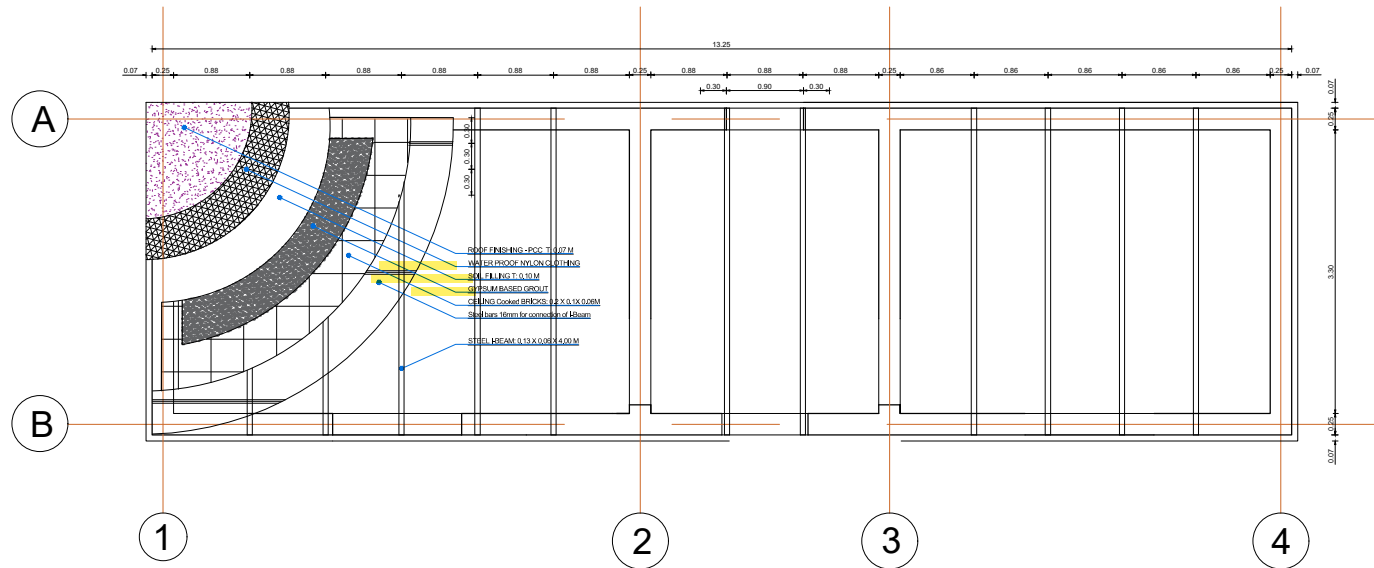 13.25
0.07 0.25 0.88 0.88 0.88 0.88 0.88 0.88 0.25 0.88 0.88 0.88 0.25 0.86 0.86 0.86 0.86 0.86 0.25 0.07
0.30 0.90 0.30
0.07
A
0.25
0.30
0.30
0.30
ROOF FINISHING - PCC T: 0,07 M
WATER PROOF NYLON CLOTHING
SOIL FILLING T: 0,10 M
GYPSUM BASED GROUT
CEILING Cooked BRICKS: 0.2 X 0.1X 0.06M
Steel bars 16mm for connection of I-Beam
STEEL I-BEAM: 0,13 X 0,06 X 4,00 M
3.30
B
0.25
0.07
1
2
3
4